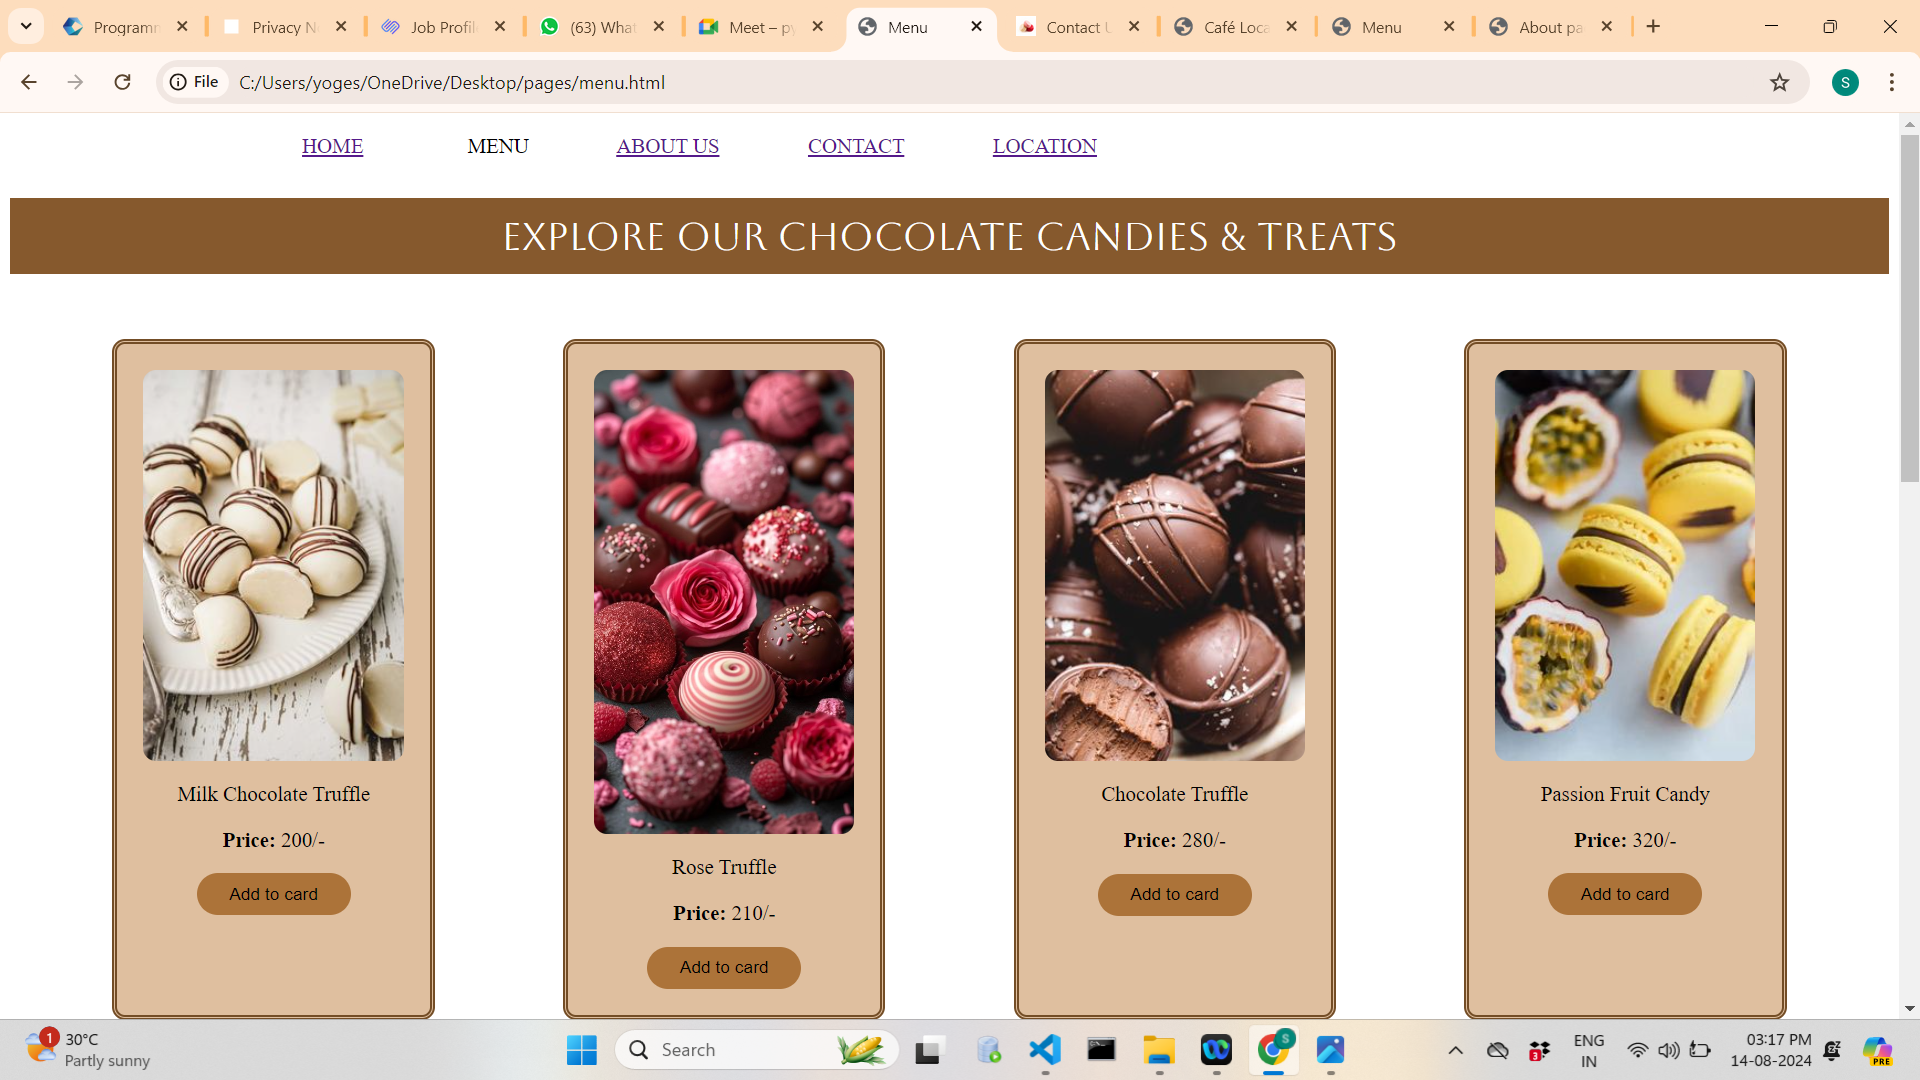 Programm
Privacy N
Job Profil
(63) What
Meet – py
Menu
Contact U
Café Loca
Menu
About pa
File
C:/Users/yoges/OneDrive/Desktop/pages/menu.html
S
HOME MENU ABOUT US CONTACT LOCATION
EXPLORE OUR CHOCOLATE CANDIES & TREATS
Milk Chocolate Truffle
Price: 200/-
Add to card
Rose Truffle
Price: 210/-
Add to card
Chocolate Truffle
Price: 280/-
Add to card
Passion Fruit Candy
Price: 320/-
Add to card
1
30°C
Partly sunny
Search
S
3
ENG
IN
03:17 PM
14-08-2024
PRE